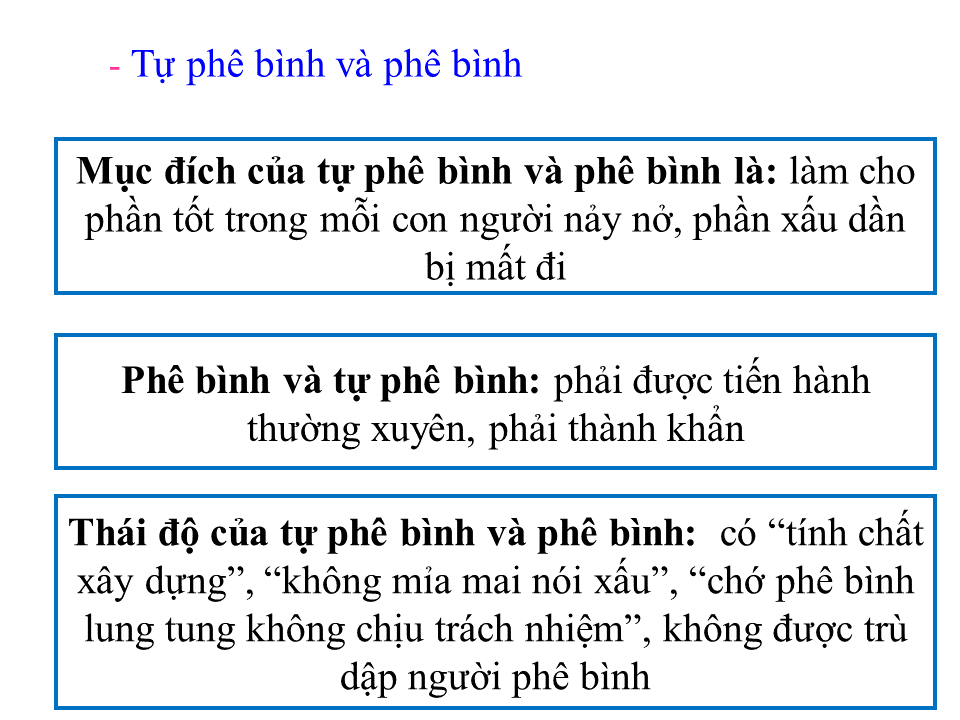 - Tự phê bình và phê bình
Mục đích của tự phê bình và phê bình là: làm cho
phần tốt trong mỗi con người nảy nở, phần xấu dần
bị mất đi
Phê bình và tự phê bình: phải được tiến hành
thường xuyên, phải thành khẩn
Thái độ của tự phê bình và phê bình: có “tính chất
xây dựng”, “không mỉa mai nói xấu”, “chớ phê bình
lung tung không chịu trách nhiệm”, không được trù
dập người phê bình